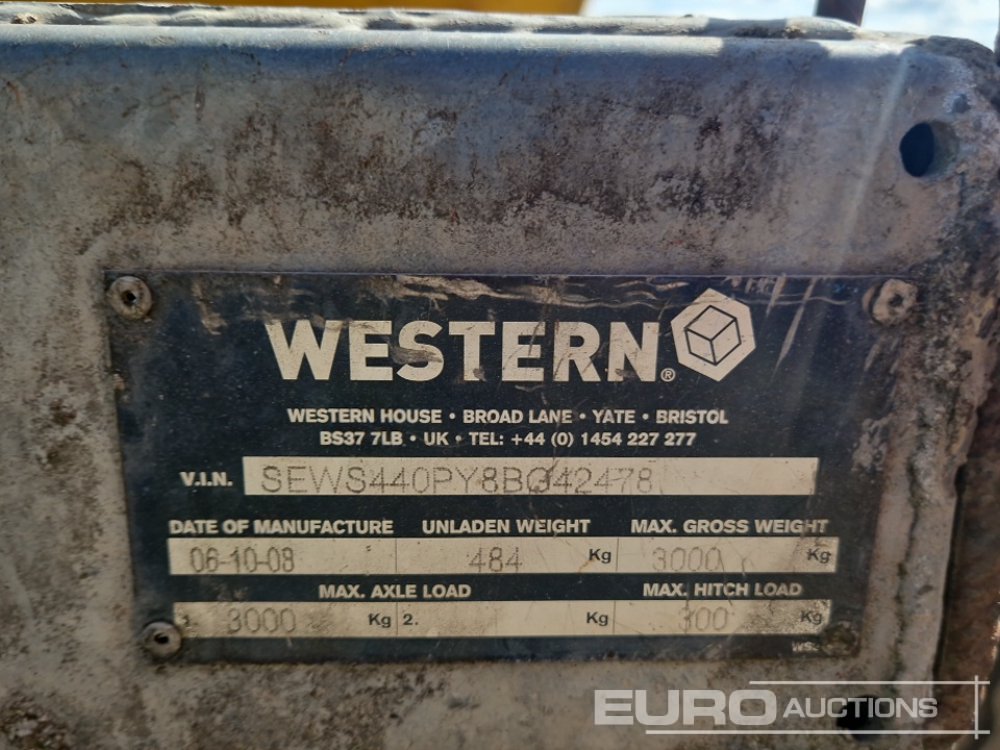 WESTERN®
WESTERN HOUSE • BROAD LANE • YATE • BRISTOL
BS37 7LB • UK • TEL: +44 (0) 1454 227 277
V.I.N. SEWS440PY8B042478
DATE OF MANUFACTURE UNLADEN WEIGHT MAX. GROSS WEIGHT
06-10-08 484 Kg 3000 Kg
MAX. AXLE LOAD MAX. HITCH LOAD
1. 3000 Kg 2. Kg 300 Kg
EURO AUCTIONS